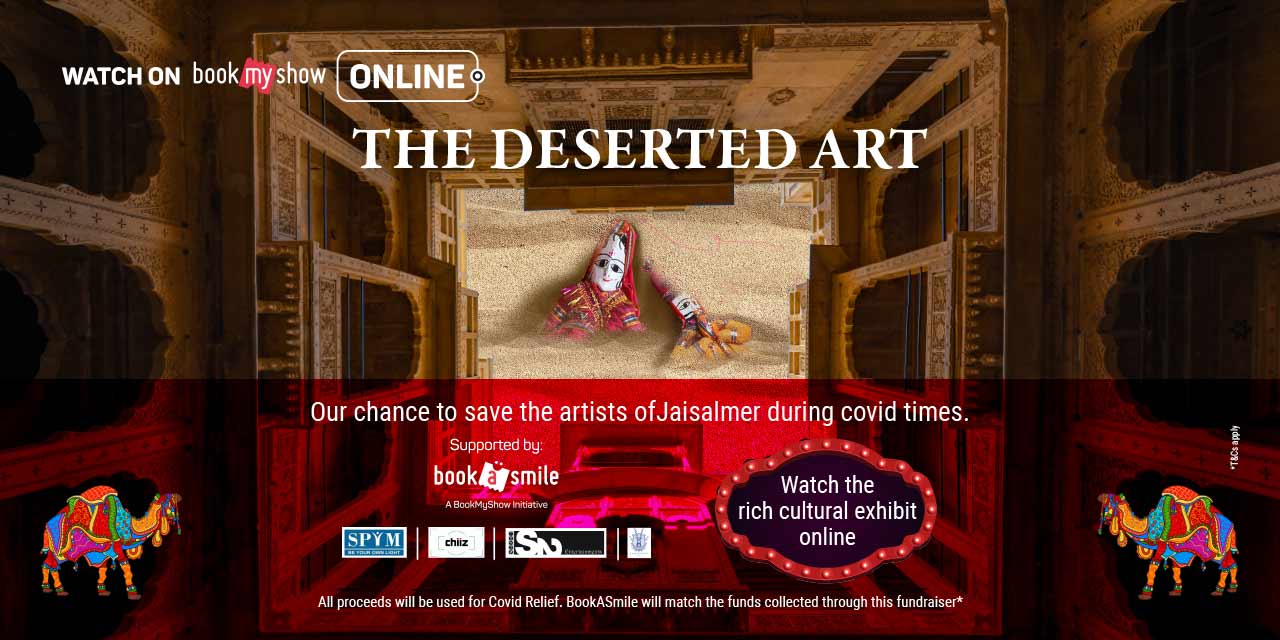 WATCH ON book my show ONLINE
THE DESERTED ART
Our chance to save the artists ofJaisalmer during covid times.
Supported by:
book a smile
A BookMyShow Initiative
SPYM
BE YOUR OWN LIGHT
chiiz
Entertainments
Watch the
rich cultural exhibit
online
All proceeds will be used for Covid Relief. BookASmile will match the funds collected through this fundraiser*
*T&Cs apply